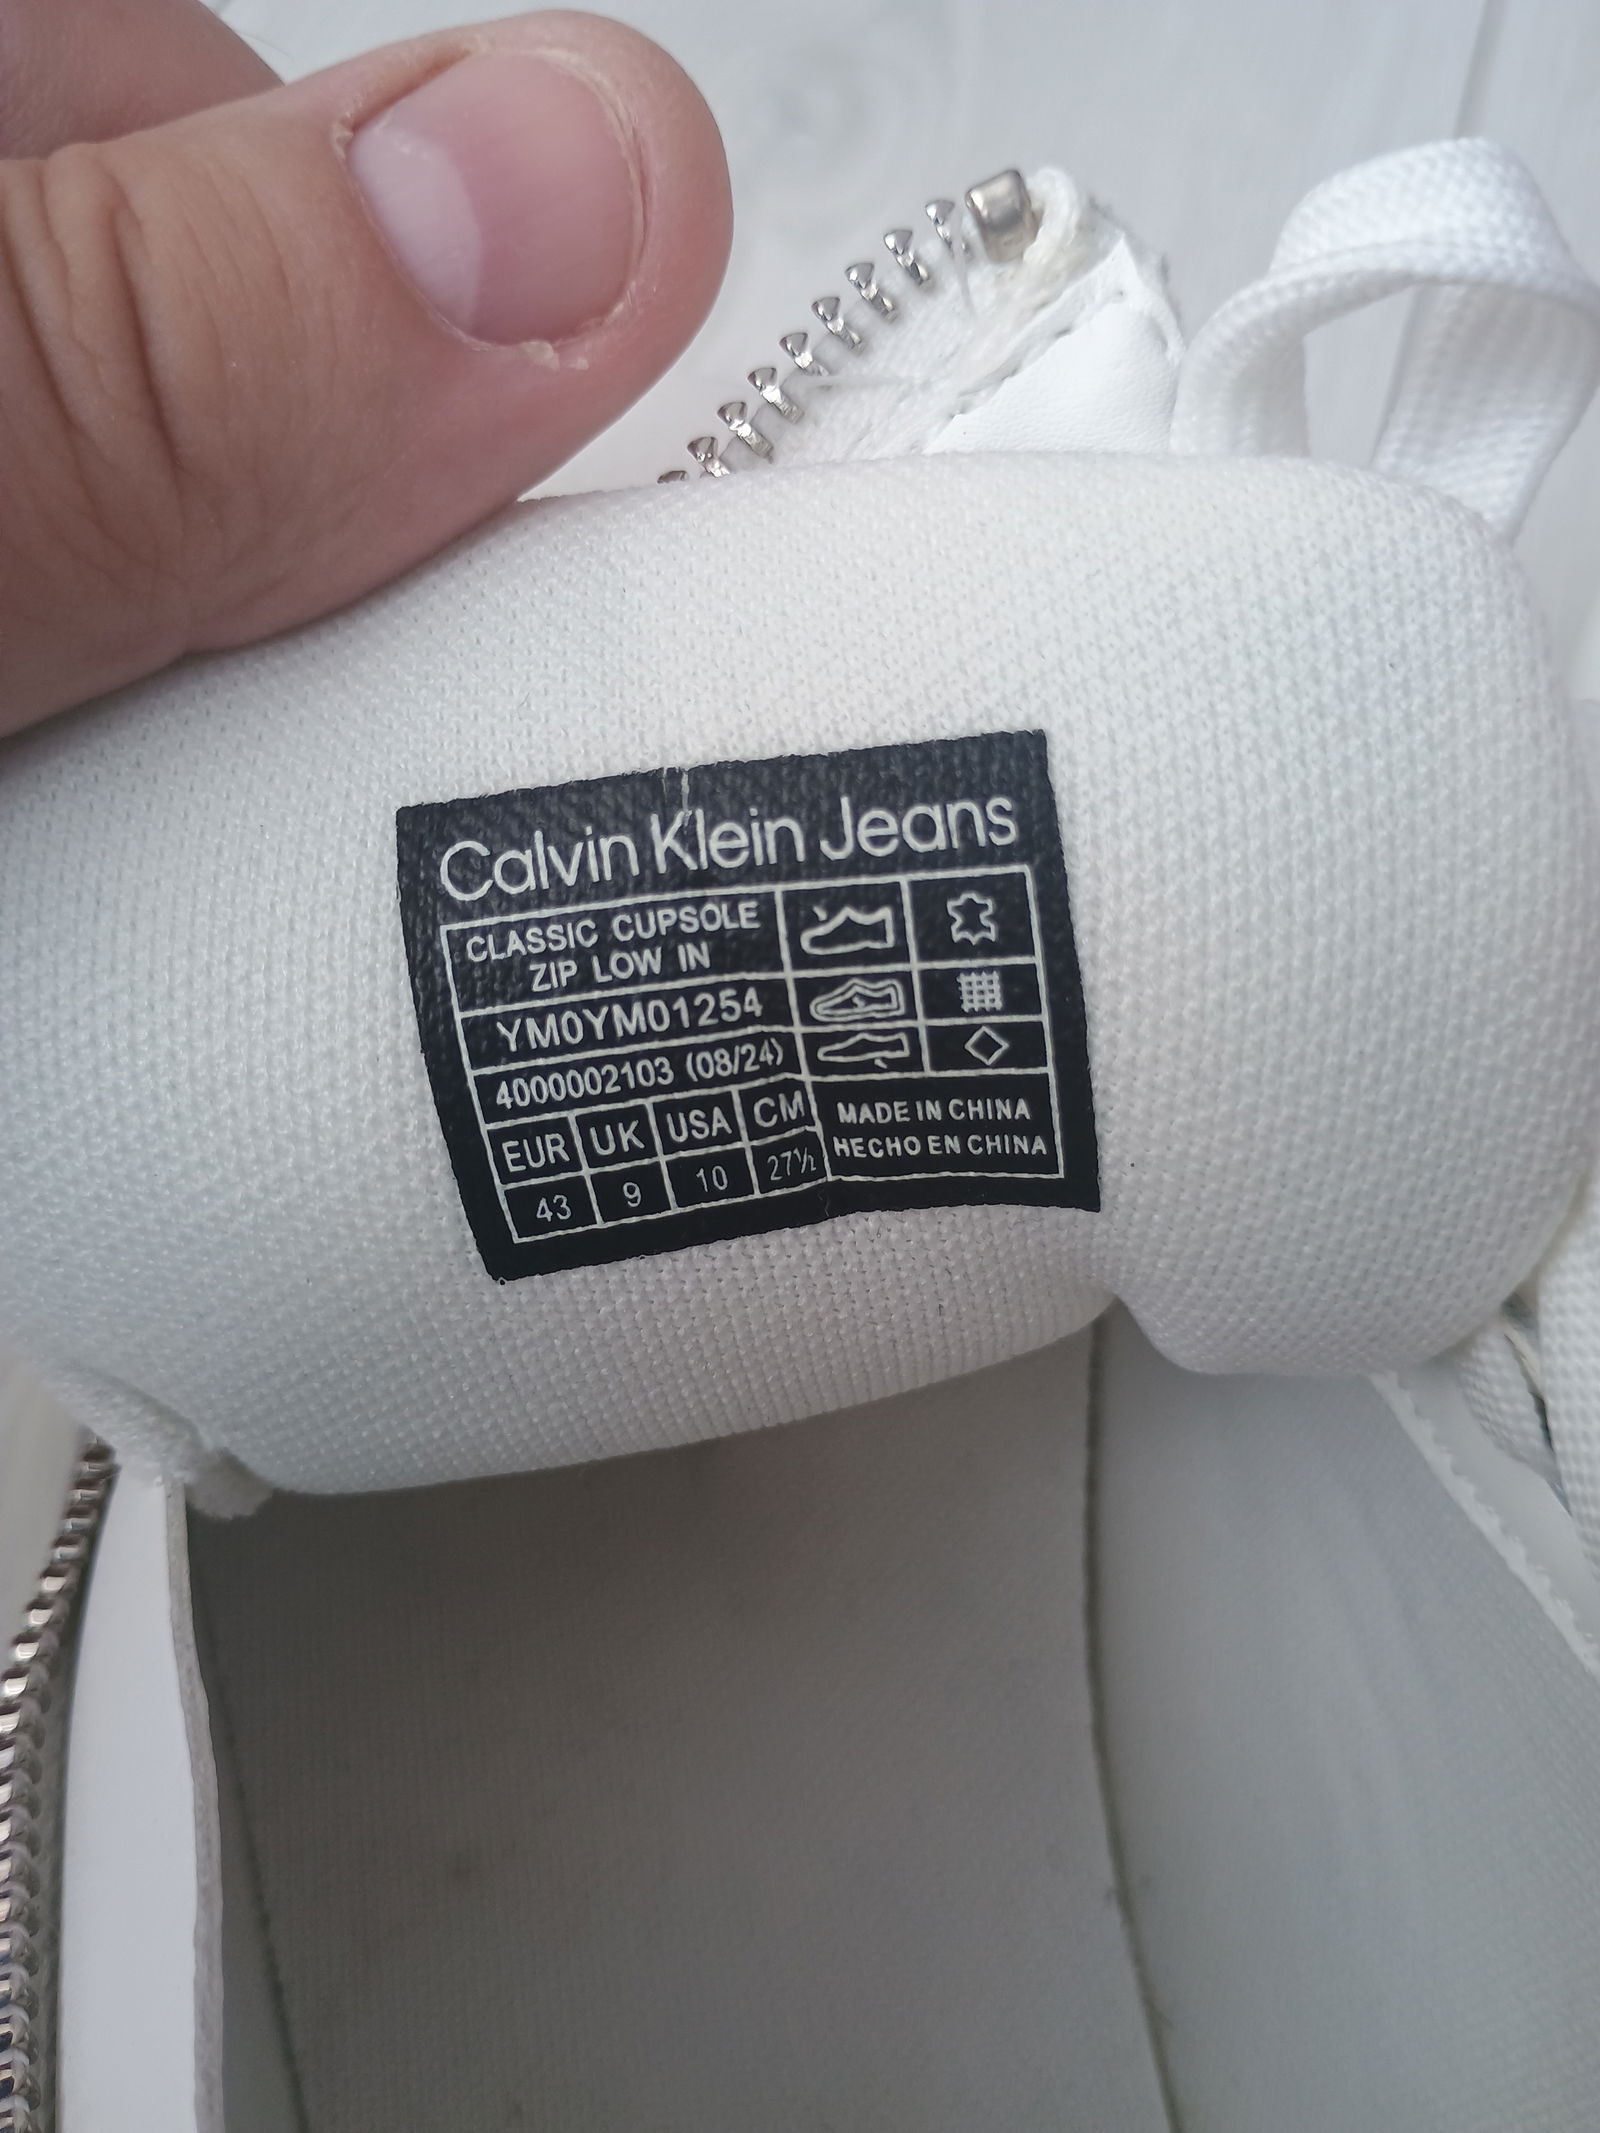 Calvin Klein Jeans
CLASSIC CUPSOLE
ZIP LOW IN
YM0YM01254
4000002103 (08/24)
EUR UK USA CM
43 9 10 27½
MADE IN CHINA
HECHO EN CHINA